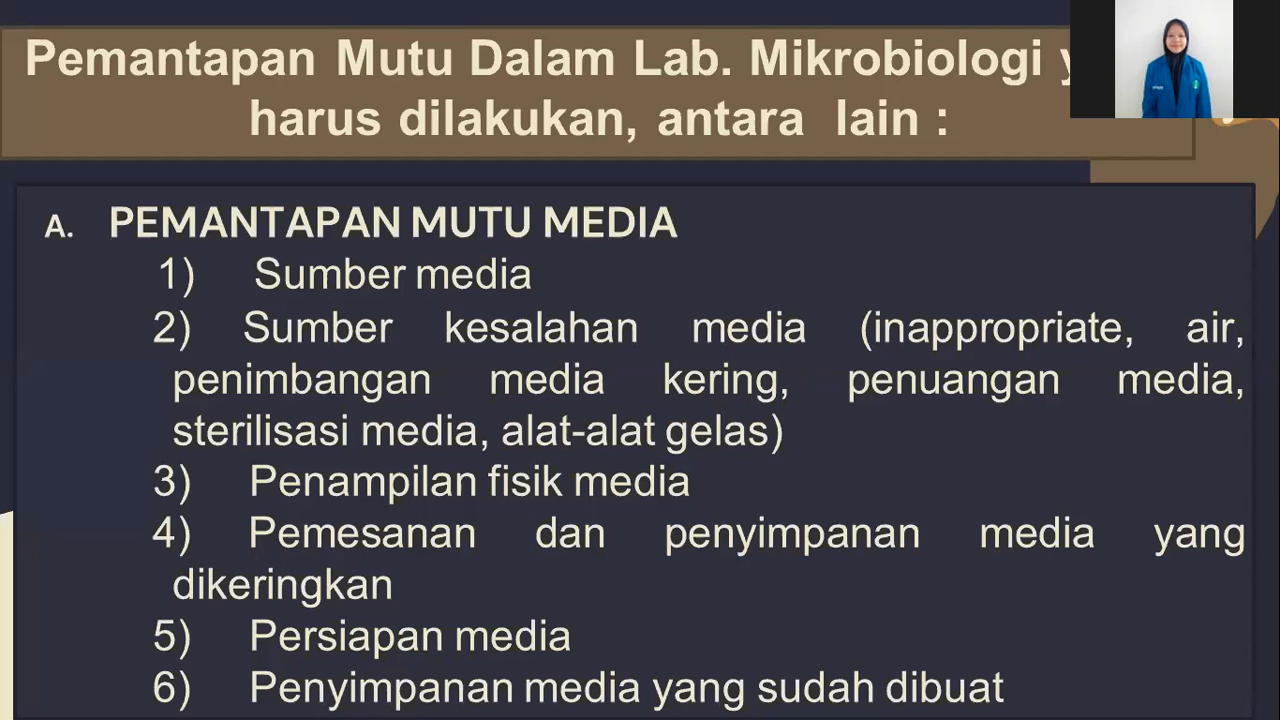 Pemantapan Mutu Dalam Lab. Mikrobiologi
harus dilakukan, antara lain :
A. PEMANTAPAN MUTU MEDIA
1) Sumber media
2) Sumber kesalahan media (inappropriate, air,
penimbangan media kering, penuangan media,
sterilisasi media, alat-alat gelas)
3) Penampilan fisik media
4) Pemesanan dan penyimpanan media yang
dikeringkan
5) Persiapan media
6) Penyimpanan media yang sudah dibuat